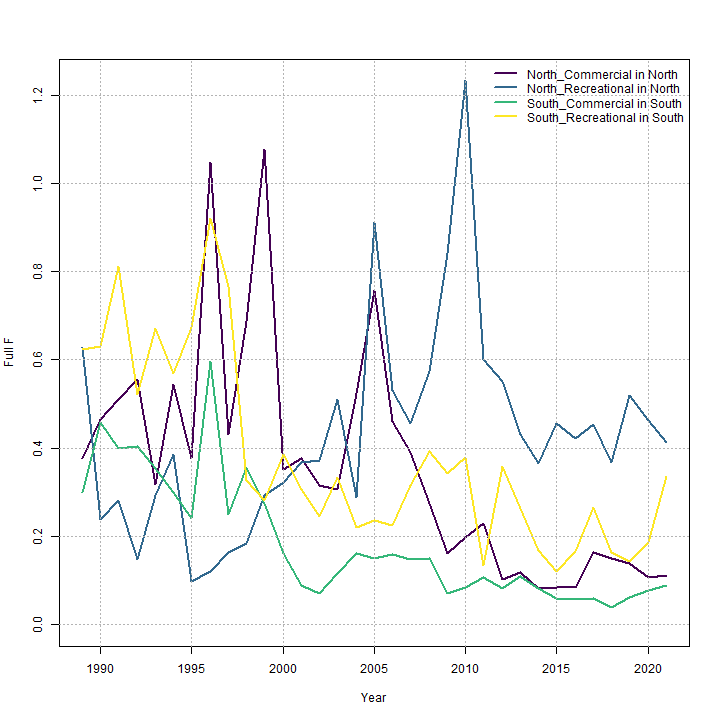 North_Commercial in North
North_Recreational in North
South_Commercial in South
South_Recreational in South
Full F
1.2
1.0
0.8
0.6
0.4
0.2
0.0
1990 1995 2000 2005 2010 2015 2020
Year